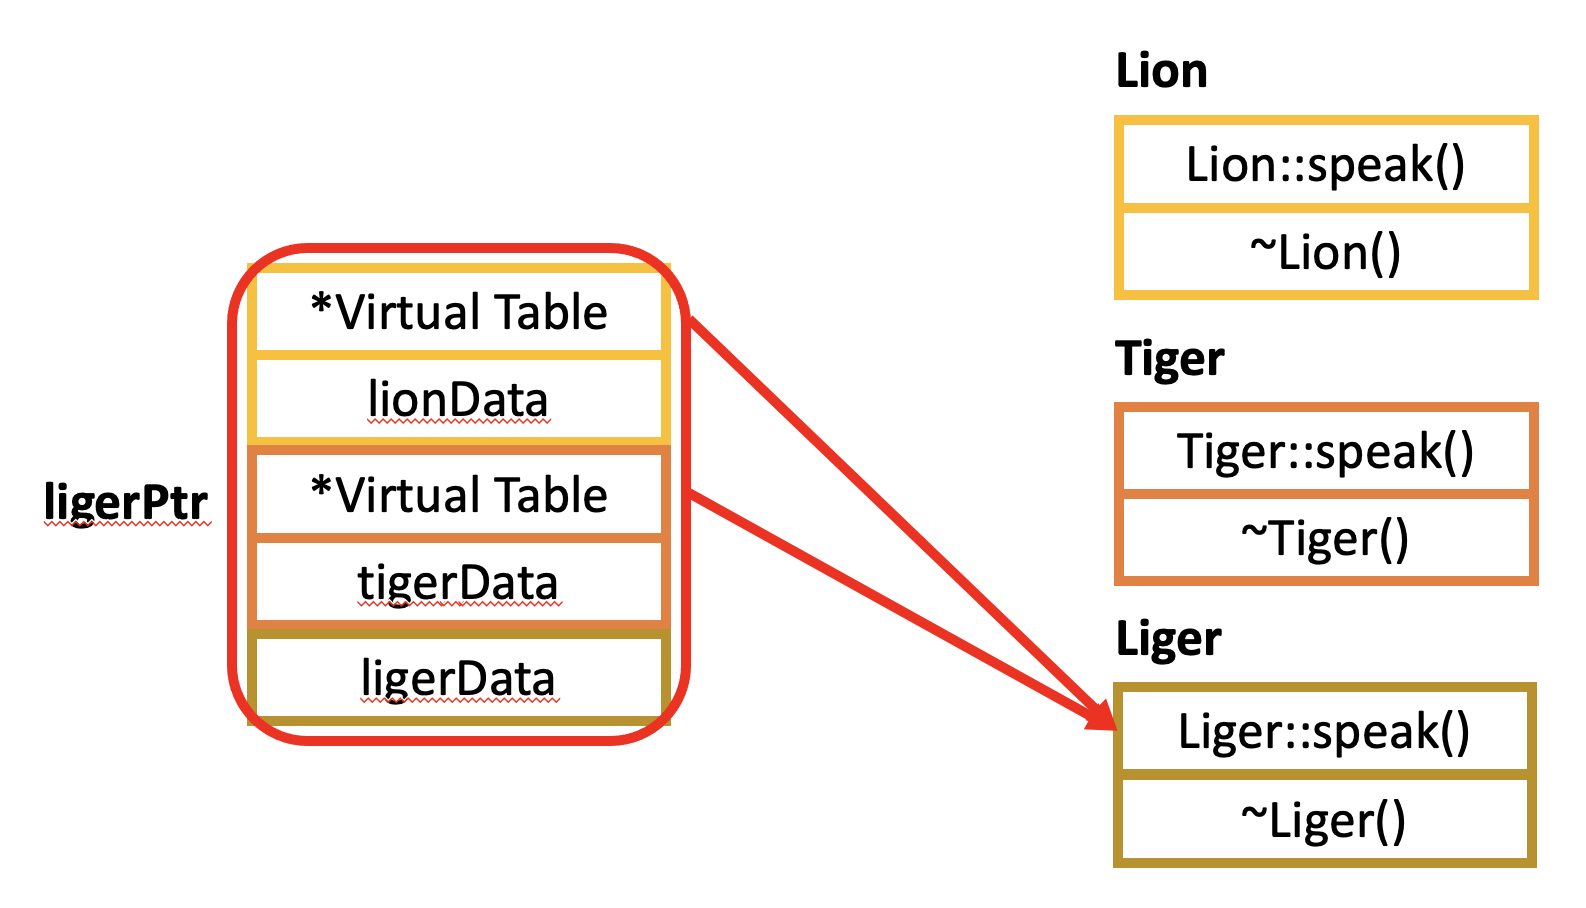 ligerPtr
*Virtual Table
lionData
*Virtual Table
tigerData
ligerData
Lion
Lion::speak()
~Lion()
Tiger
Tiger::speak()
~Tiger()
Liger
Liger::speak()
~Liger()